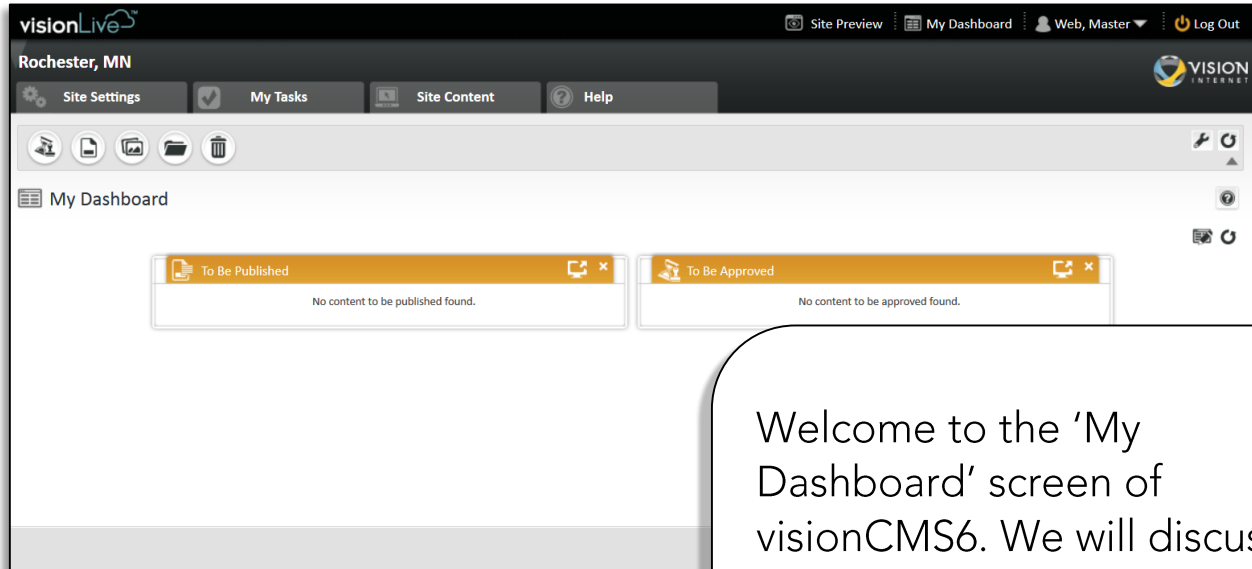 visionLive™ Site Preview My Dashboard Web, Master Log Out
Rochester, MN
VISION
INTERNET
Site Settings My Tasks Site Content Help
My Dashboard
To Be Published To Be Approved
No content to be published found. No content to be approved found.
Welcome to the ‘My
Dashboard’ screen of
visionCMS6. We will discus